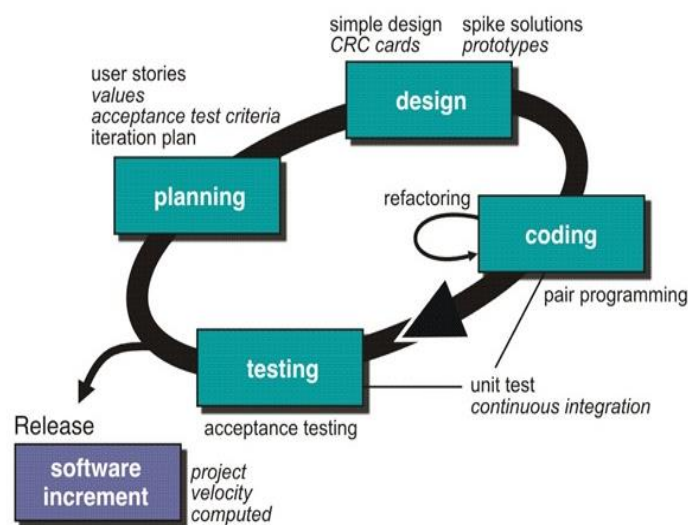 simple design
CRC cards
spike solutions
prototypes
user stories
values
acceptance test criteria
iteration plan
design
planning
refactoring
coding
pair programming
testing
unit test
continuous integration
acceptance testing
Release
software
increment
project
velocity
computed